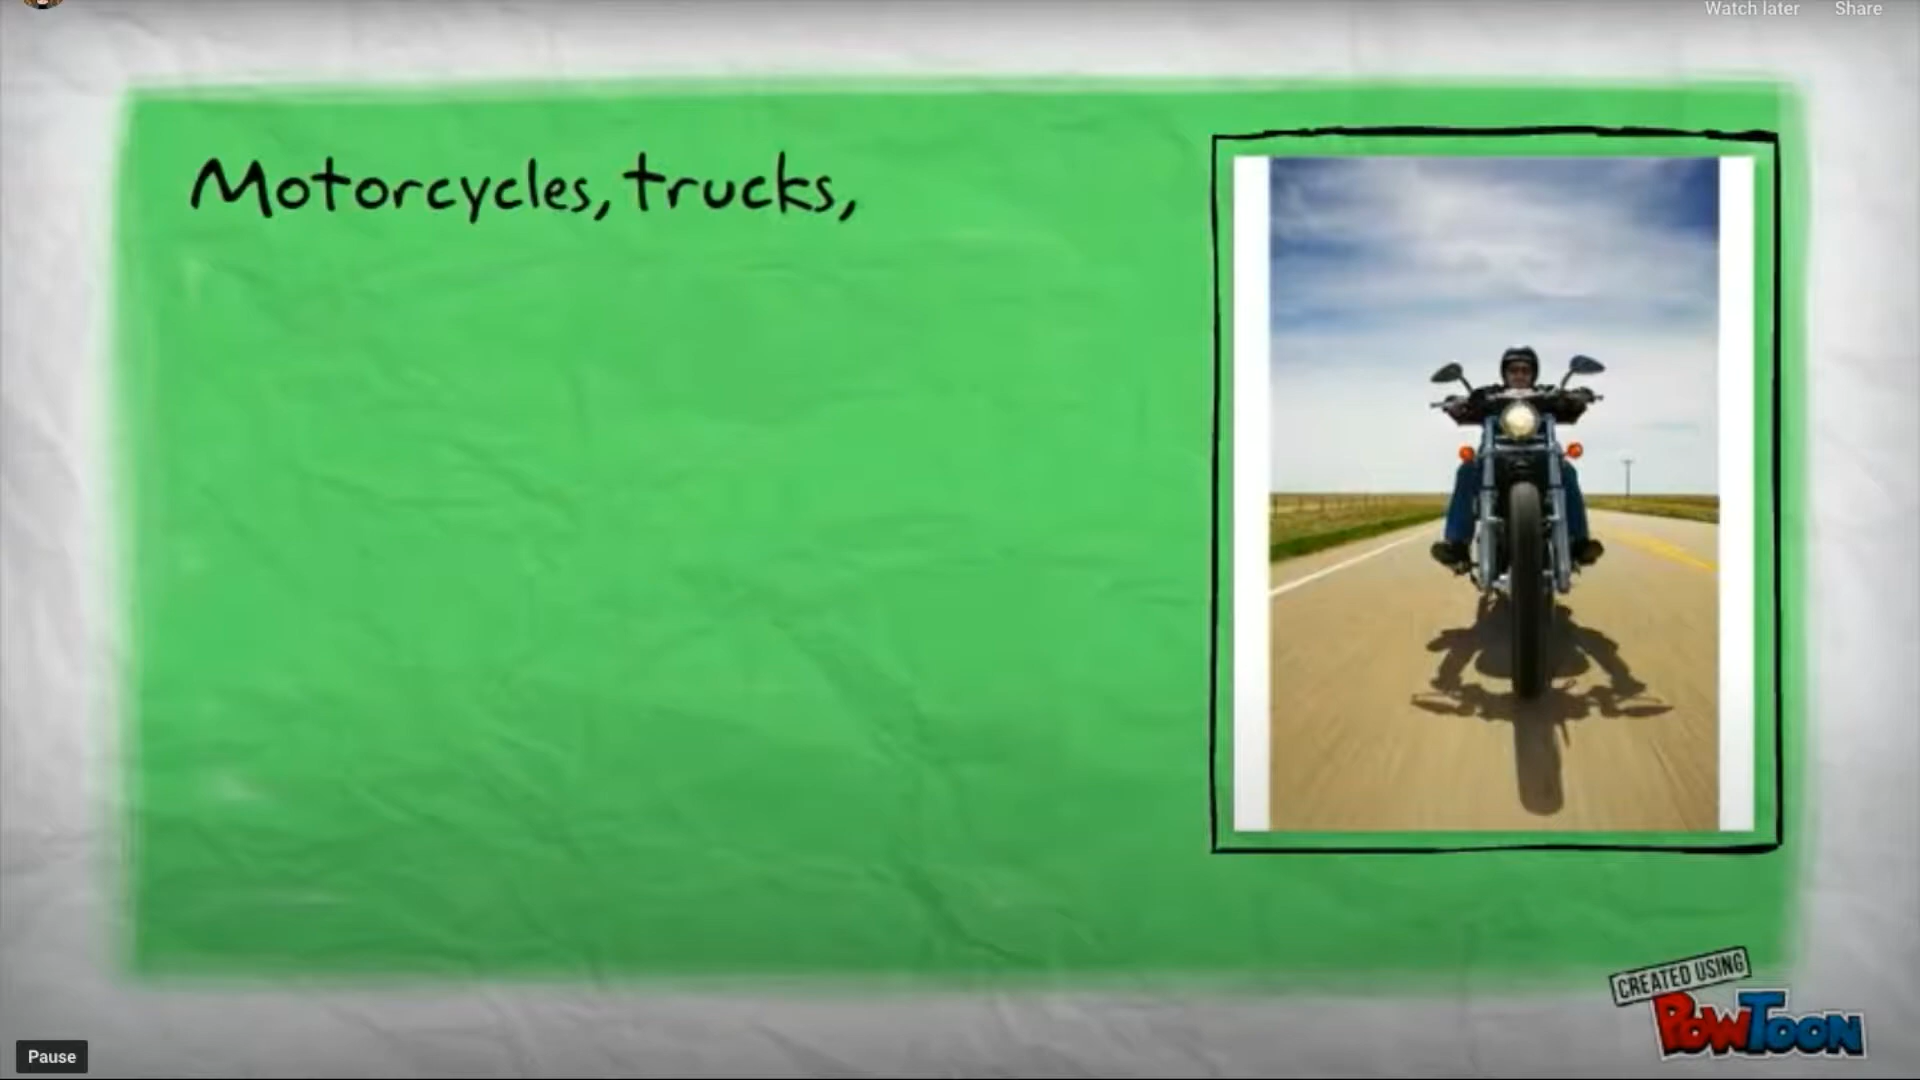 Watch later Share
Motorcycles, trucks,
CREATED USING
POWTOON
Pause